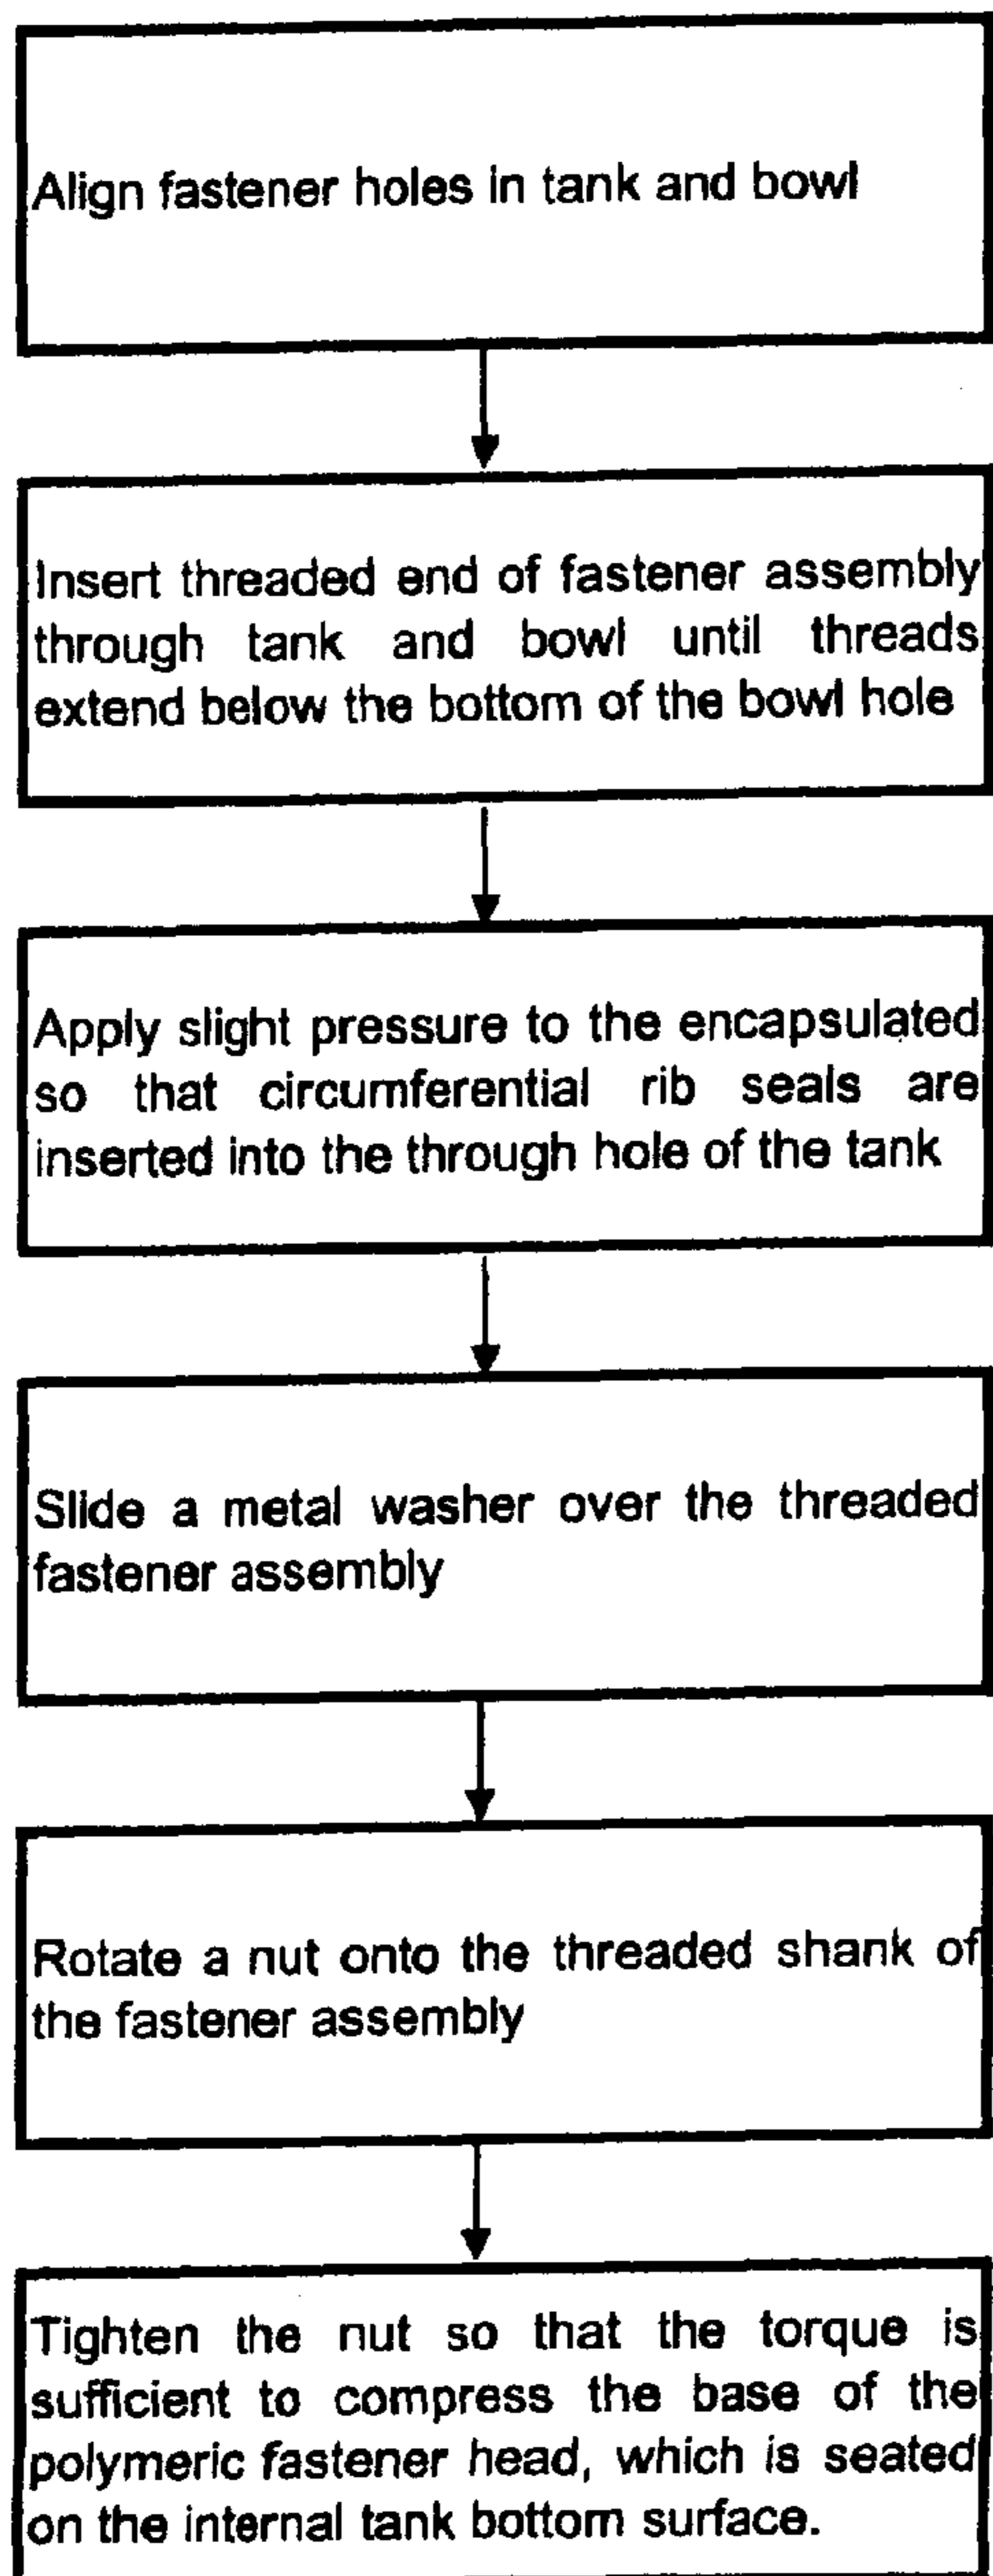 Align fastener holes in tank and bowl
Insert threaded end of fastener assembly
through tank and bowl until threads
extend below the bottom of the bowl hole
Apply slight pressure to the encapsulated
so that circumferential rib seals are
inserted into the through hole of the tank
Slide a metal washer over the threaded
fastener assembly
Rotate a nut onto the threaded shank of
the fastener assembly
Tighten the nut so that the torque is
sufficient to compress the base of the
polymeric fastener head, which is seated
on the internal tank bottom surface.